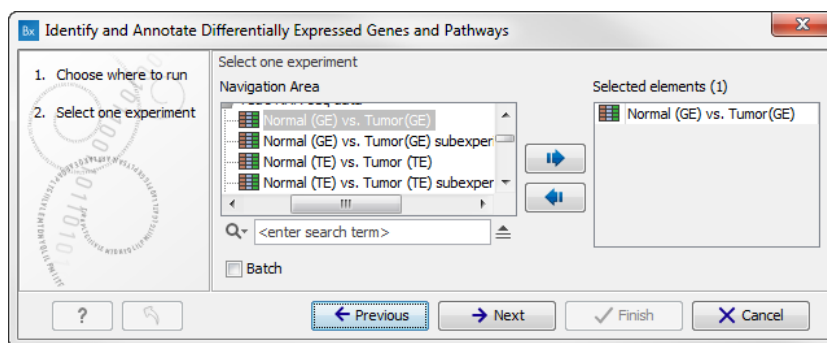 Bx Identify and Annotate Differentially Expressed Genes and Pathways
1. Choose where to run
2. Select one experiment
Select one experiment
Navigation Area
Normal (GE) vs. Tumor(GE)
Normal (GE) vs. Tumor(GE) subexper
Normal (TE) vs. Tumor (TE)
Normal (TE) vs. Tumor (TE) subexper
<enter search term>
Batch
Selected elements (1)
Normal (GE) vs. Tumor(GE)
?
Previous
Next
Finish
Cancel